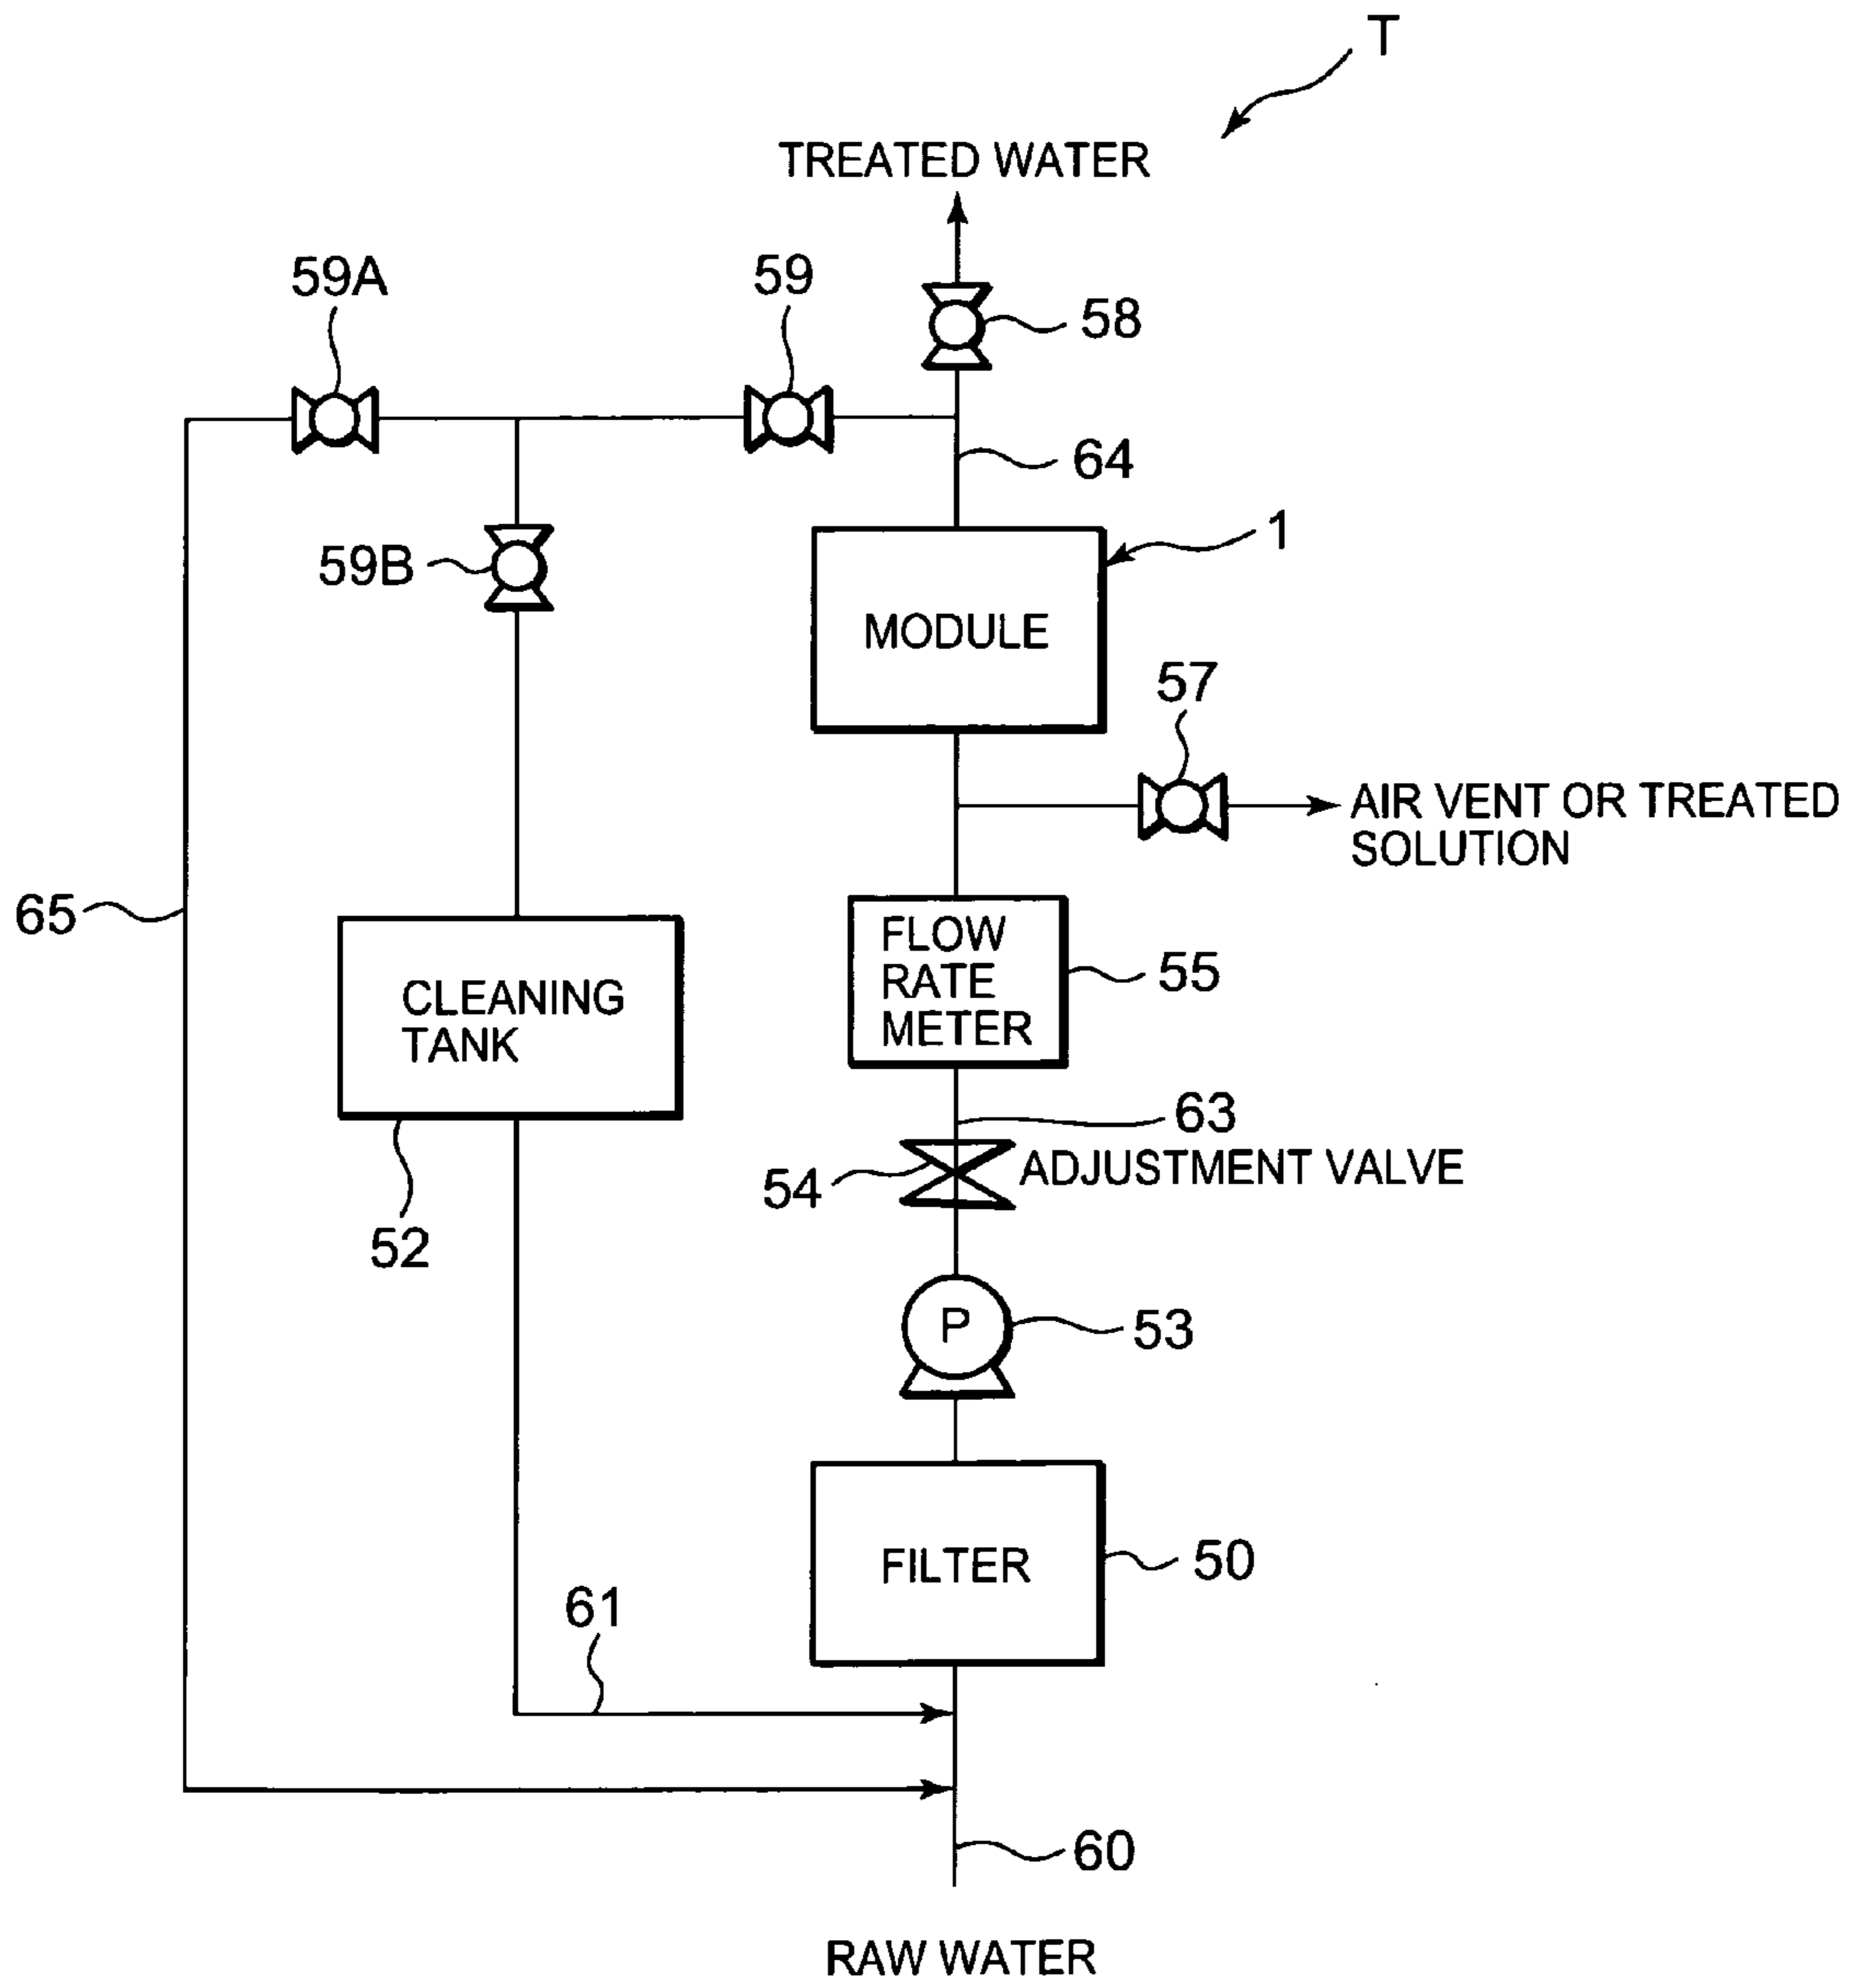 T
TREATED WATER
59A
59
58
64
59B
1
MODULE
57
AIR VENT OR TREATED
SOLUTION
65
FLOW
RATE
METER
55
CLEANING
TANK
63
54
ADJUSTMENT VALVE
52
P
53
FILTER
50
61
60
RAW WATER